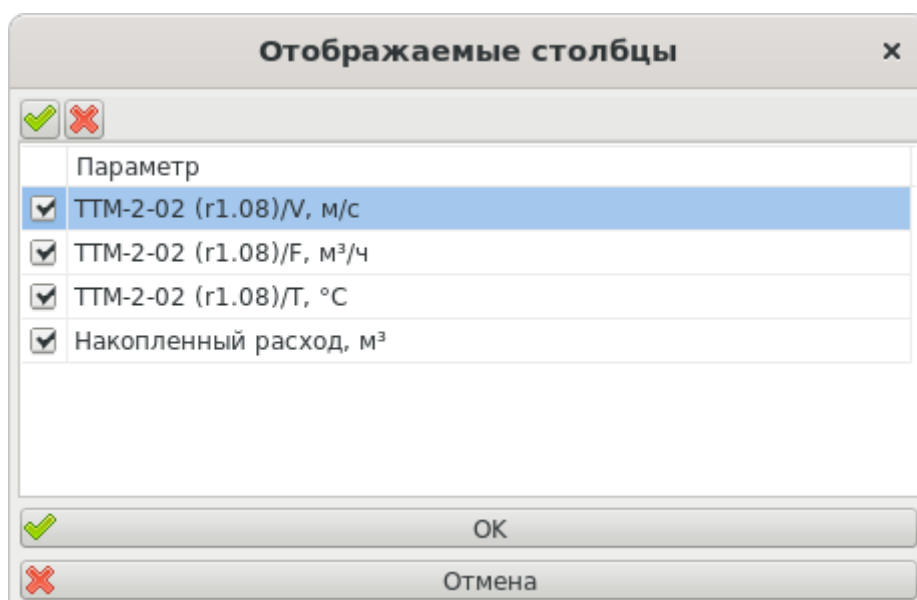 Отображаемые столбцы
Параметр
ТТМ-2-02 (r1.08)/V, м/с
ТТМ-2-02 (r1.08)/F, м³/ч
ТТМ-2-02 (r1.08)/T, °C
Накопленный расход, м³
OK
Отмена